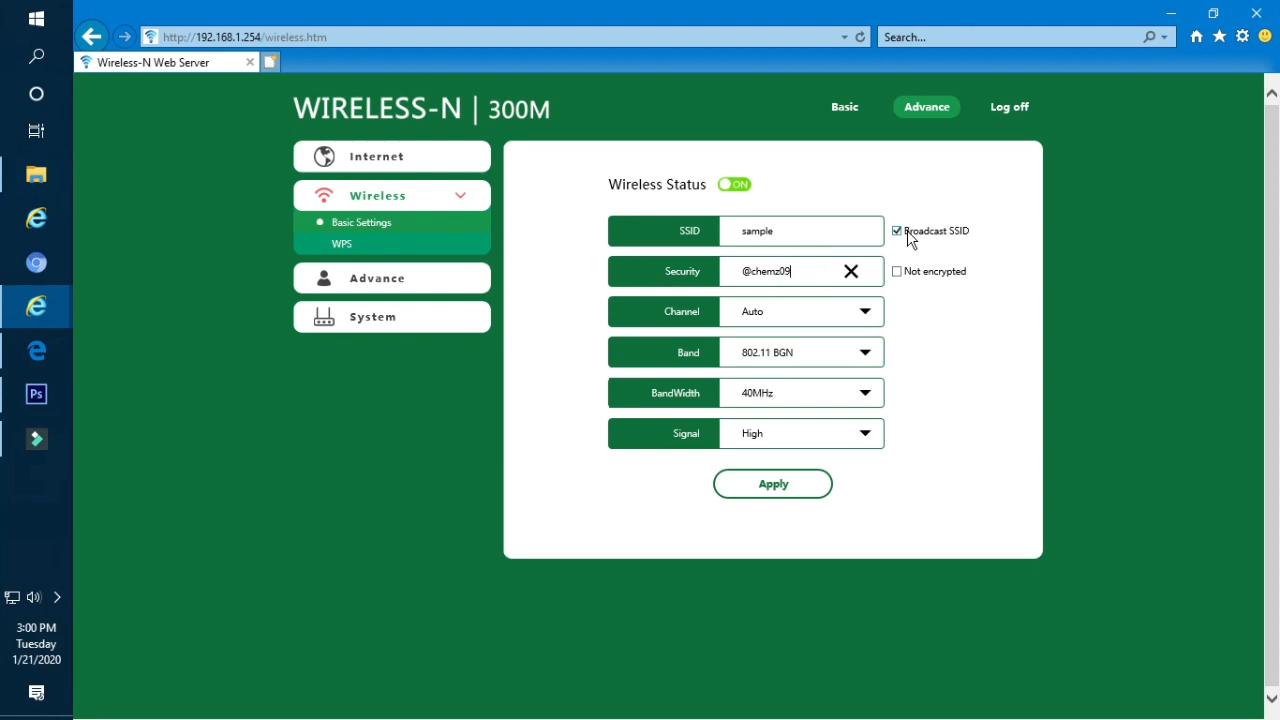 http://192.168.1.254/wireless.htm
Search...
Wireless-N Web Server
WIRELESS-N | 300M
Basic
Advance
Log off
Internet
Wireless
Basic Settings
WPS
Advance
System
Wireless Status ON
SSID sample Broadcast SSID
Security @chemz09 Not encrypted
Channel Auto
Band 802.11 BGN
BandWidth 40MHz
Signal High
Apply
Ps
3:00 PM
Tuesday
1/21/2020